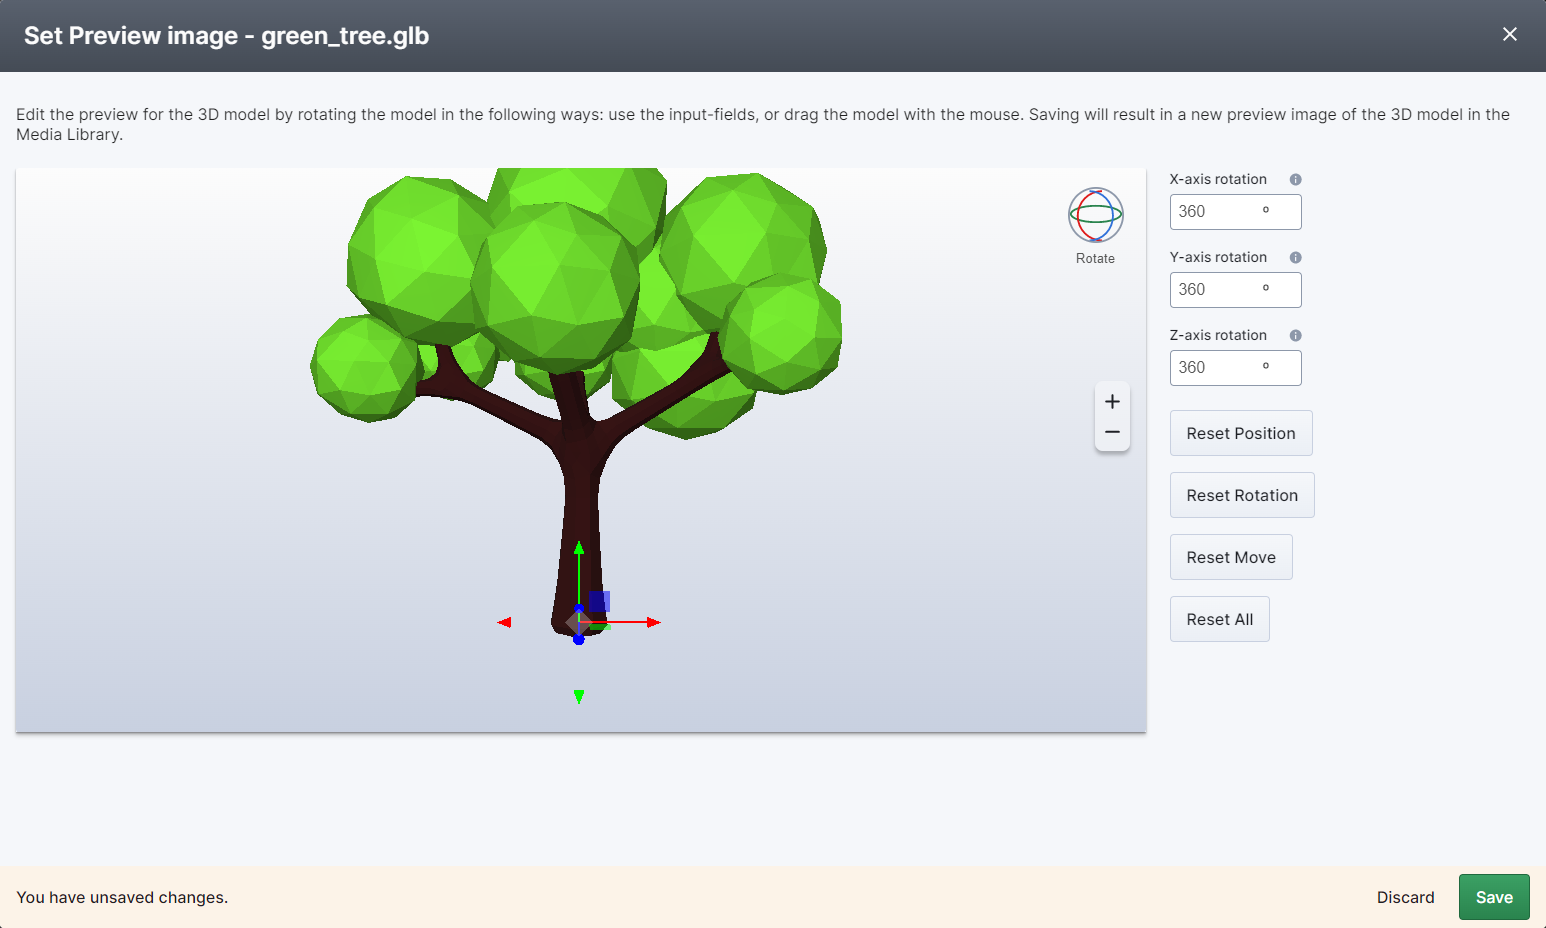 Set Preview image - green_tree.glb
Edit the preview for the 3D model by rotating the model in the following ways: use the input-fields, or drag the model with the mouse. Saving will result in a new preview image of the 3D model in the
Media Library.
Rotate
+
−
X-axis rotation
360 º
Y-axis rotation
360 º
Z-axis rotation
360 º
Reset Position
Reset Rotation
Reset Move
Reset All
You have unsaved changes.
Discard
Save